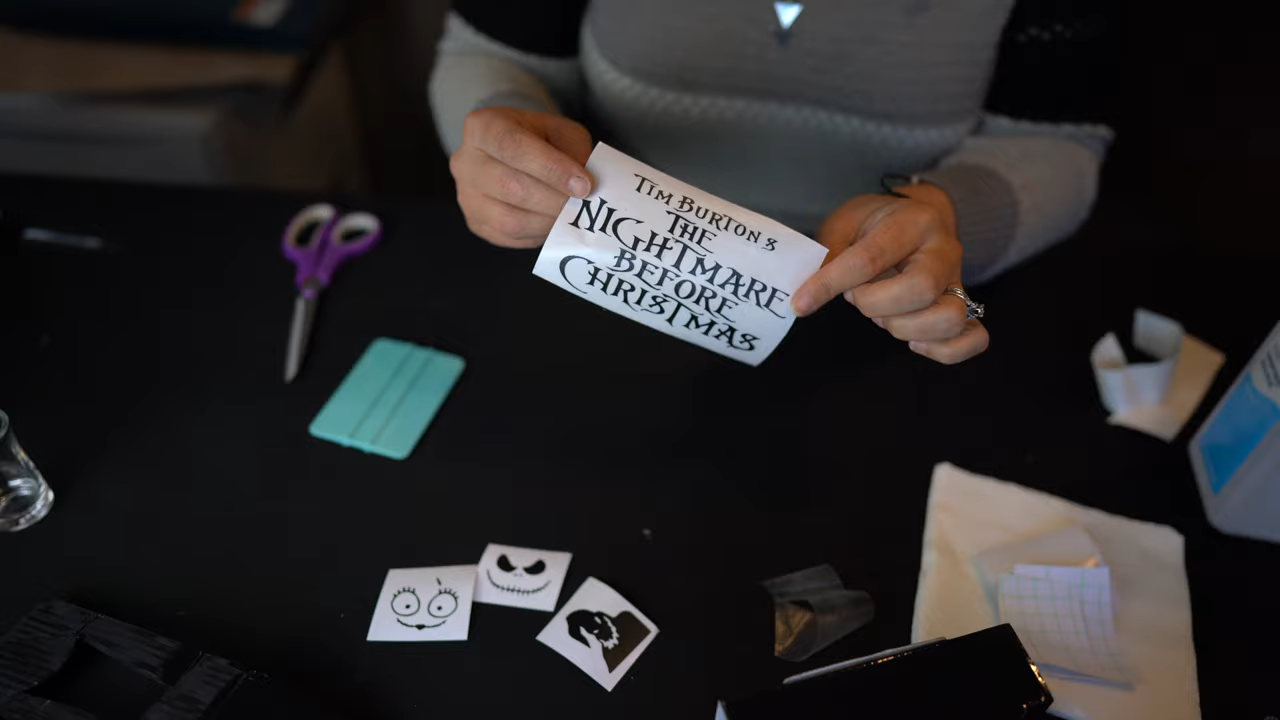 TIM BURTON'S
THE
NIGHTMARE
BEFORE
CHRISTMAS